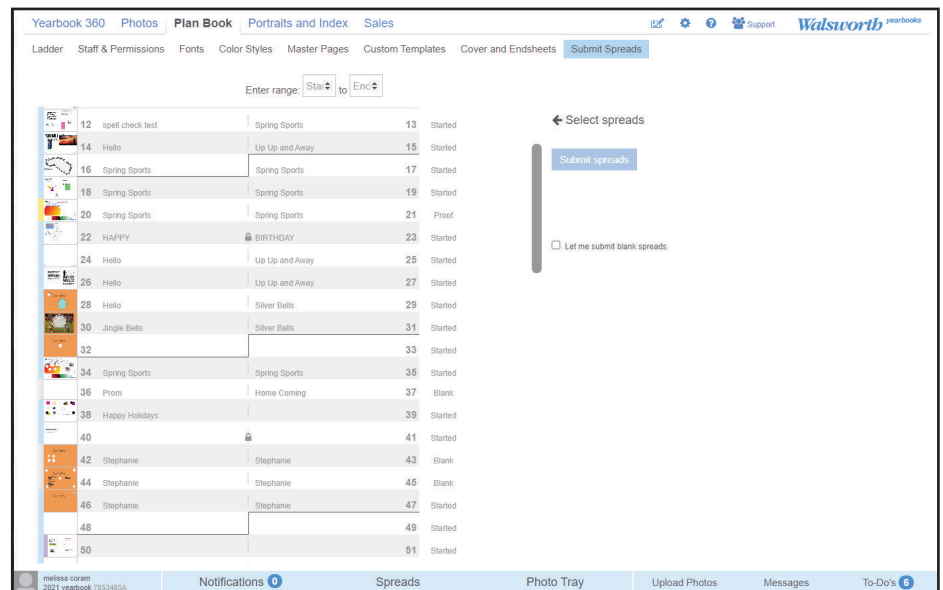 Yearbook 360 Photos Plan Book Portraits and Index Sales Support Walsworth yearbooks
Ladder Staff & Permissions Fonts Color Styles Master Pages Custom Templates Cover and Endsheets Submit Spreads
Enter range: Star to Enc
12 spell check test Spring Sports 13 Started
14 Hello Up Up and Away 15 Started
16 Spring Sports Spring Sports 17 Started
18 Spring Sports Spring Sports 19 Started
20 Spring Sports Spring Sports 21 Proof
22 HAPPY BIRTHDAY 23 Started
24 Hello Up Up and Away 25 Started
26 Hello Up Up and Away 27 Started
28 Hello Silver Bells 29 Started
30 Jingle Bells Silver Bells 31 Started
32 33 Started
34 Spring Sports Spring Sports 35 Started
36 Prom Home Coming 37 Blank
38 Happy Holidays 39 Started
40 41 Started
42 Stephanie Stephanie 43 Blank
44 Stephanie Stephanie 45 Blank
46 Stephanie Stephanie 47 Started
48 49 Started
50 51 Started
Select spreads
Submit spreads
Let me submit blank spreads.
melissa coram
2021 yearbook 7053485A
Notifications 0 Spreads Photo Tray Upload Photos Messages To-Do's 6